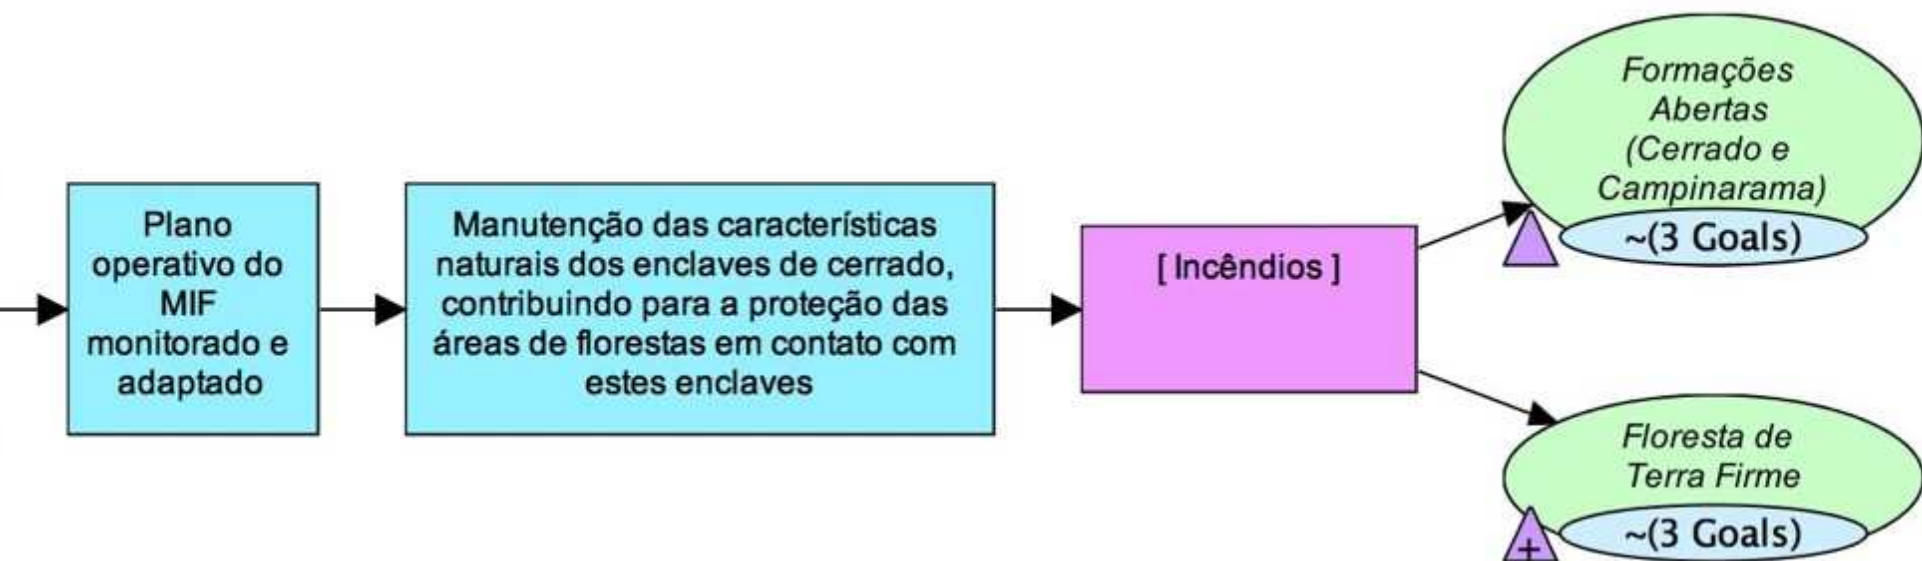 Plano
operativo do
MIF
monitorado e
adaptado
Manutenção das características
naturais dos enclaves de cerrado,
contribuindo para a proteção das
áreas de florestas em contato com
estes enclaves
[ Incêndios ]
Formações
Abertas
(Cerrado e
Campinarama)
~(3 Goals)
Floresta de
Terra Firme
~(3 Goals)
+